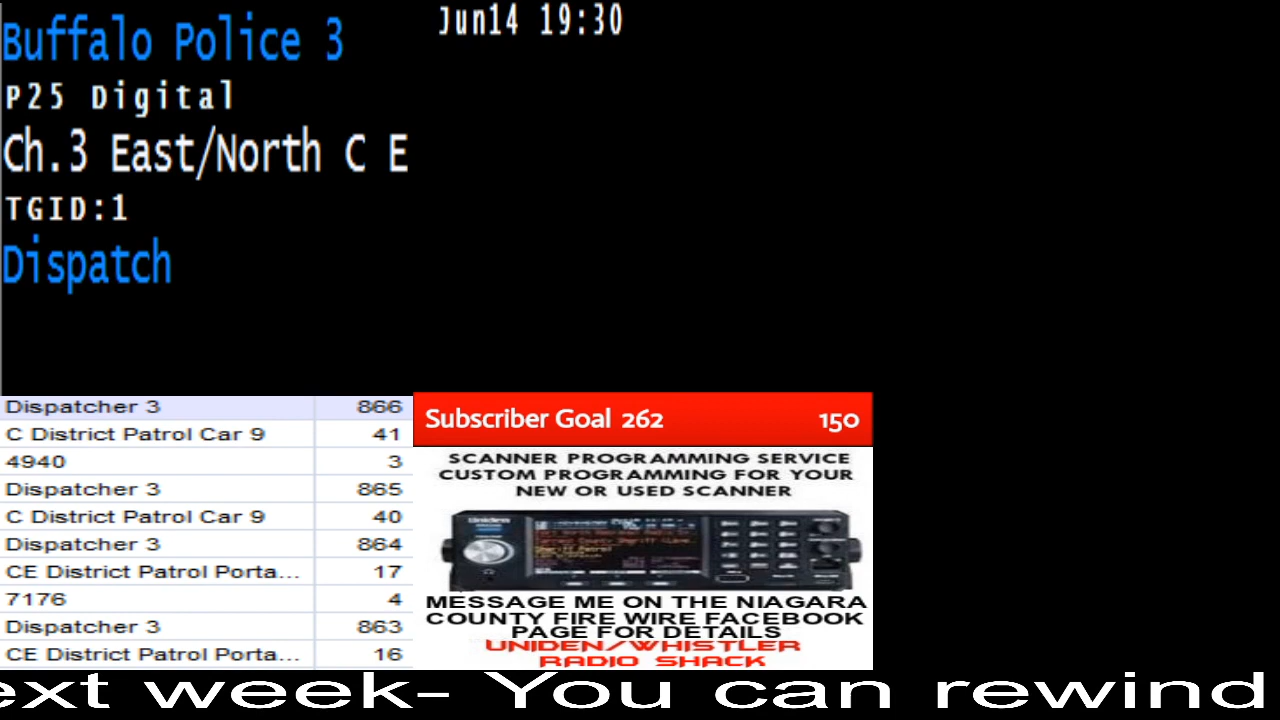 Buffalo Police 3
Jun14 19:30
P25 Digital
Ch.3 East/North C E
TGID:1
Dispatch
Dispatcher 3 866
C District Patrol Car 9 41
4940 3
Dispatcher 3 865
C District Patrol Car 9 40
Dispatcher 3 864
CE District Patrol Porta... 17
7176 4
Dispatcher 3 863
CE District Patrol Porta... 16
Subscriber Goal 262 150
SCANNER PROGRAMMING SERVICE
CUSTOM PROGRAMMING FOR YOUR
NEW OR USED SCANNER
Uniden
MESSAGE ME ON THE NIAGARA
COUNTY FIRE WIRE FACEBOOK
PAGE FOR DETAILS
UNIDEN/WHISTLER
RADIO SHACK
ext week- You can rewind